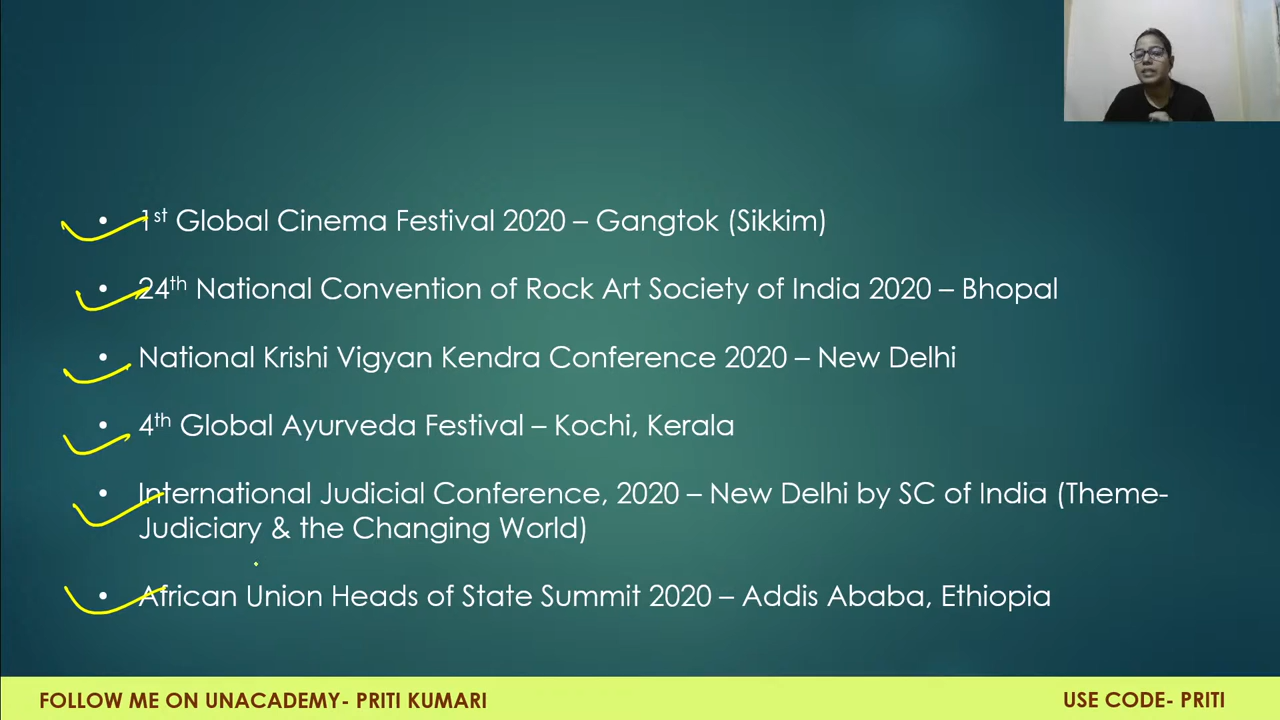 • 1st Global Cinema Festival 2020 – Gangtok (Sikkim)
• 24th National Convention of Rock Art Society of India 2020 – Bhopal
• National Krishi Vigyan Kendra Conference 2020 – New Delhi
• 4th Global Ayurveda Festival – Kochi, Kerala
• International Judicial Conference, 2020 – New Delhi by SC of India (Theme-
Judiciary & the Changing World)
• African Union Heads of State Summit 2020 – Addis Ababa, Ethiopia
FOLLOW ME ON UNACADEMY- PRITI KUMARI
USE CODE- PRITI